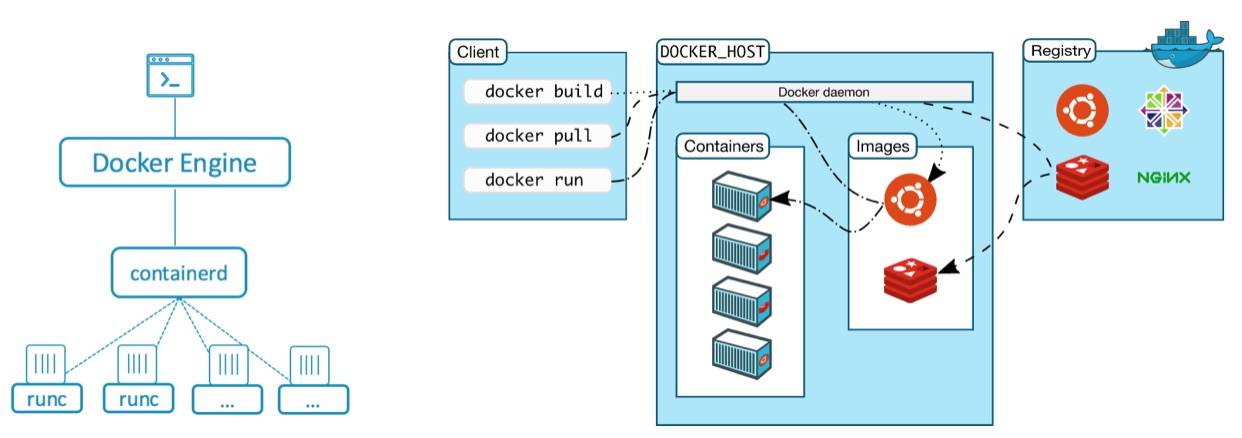 >_
Docker Engine
containerd
runc
runc
...
...
Client
docker build
docker pull
docker run
DOCKER_HOST
Docker daemon
Containers
Images
Registry
NGINX